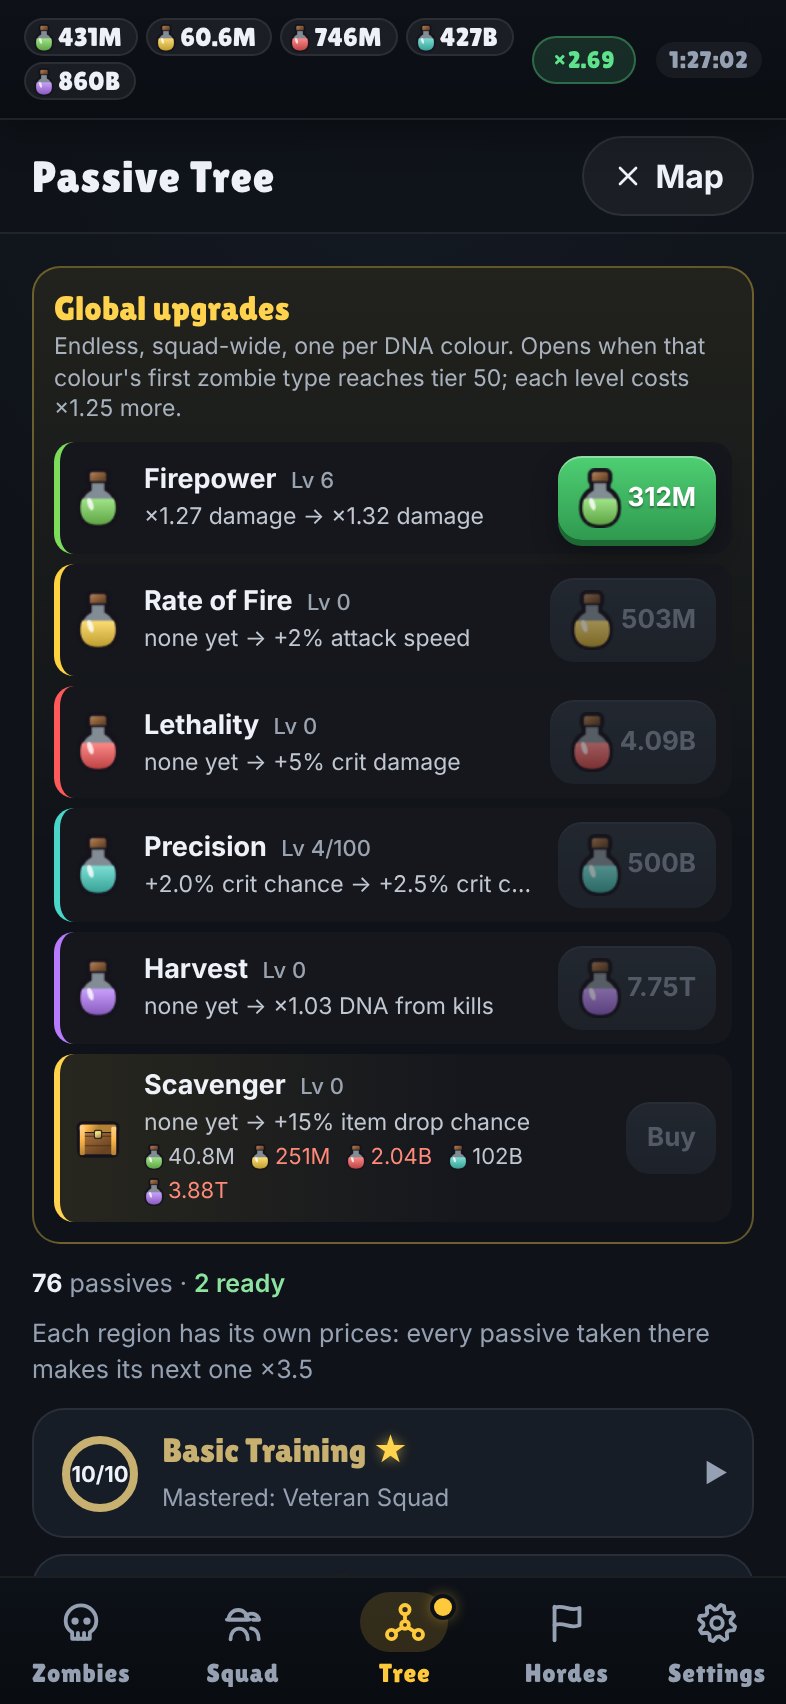 431M 60.6M 746M 427B
860B
×2.69 1:27:02
Passive Tree
Map
Global upgrades
Endless, squad-wide, one per DNA colour. Opens when that
colour's first zombie type reaches tier 50; each level costs
×1.25 more.
Firepower Lv 6
×1.27 damage → ×1.32 damage
312M
Rate of Fire Lv 0
none yet → +2% attack speed
503M
Lethality Lv 0
none yet → +5% crit damage
4.09B
Precision Lv 4/100
+2.0% crit chance → +2.5% crit c...
500B
Harvest Lv 0
none yet → ×1.03 DNA from kills
7.75T
Scavenger Lv 0
none yet → +15% item drop chance
40.8M 251M 2.04B 102B
3.88T
Buy
76 passives · 2 ready
Each region has its own prices: every passive taken there
makes its next one ×3.5
10/10
Basic Training
Mastered: Veteran Squad
Zombies Squad Tree Hordes Settings